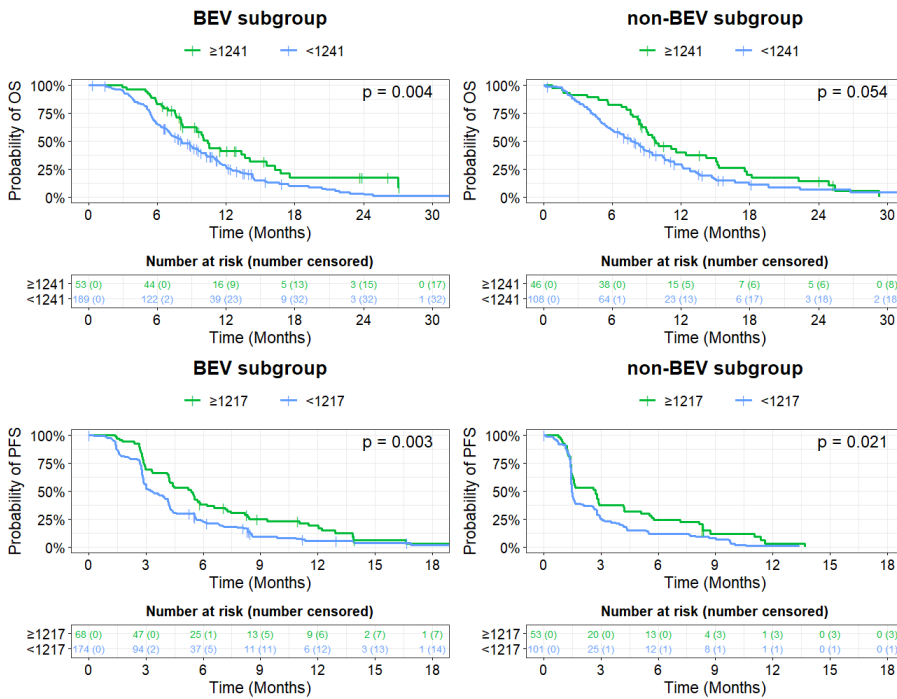 BEV subgroup
≥1241 <1241
100%
75%
50%
25%
0%
Probability of OS
p = 0.004
0 6 12 18 24 30
Time (Months)
Number at risk (number censored)
≥1241 53 (0) 44 (0) 16 (9) 5 (13) 3 (15) 0 (17)
<1241 189 (0) 122 (2) 39 (23) 9 (32) 3 (32) 1 (32)
0 6 12 18 24 30
Time (Months)
non-BEV subgroup
≥1241 <1241
100%
75%
50%
25%
0%
Probability of OS
p = 0.054
0 6 12 18 24 30
Time (Months)
Number at risk (number censored)
≥1241 46 (0) 38 (0) 15 (5) 7 (6) 5 (6) 0 (8)
<1241 108 (0) 64 (1) 23 (13) 6 (17) 3 (18) 2 (18
0 6 12 18 24 30
Time (Months)
BEV subgroup
≥1217 <1217
100%
75%
50%
25%
0%
Probability of PFS
p = 0.003
0 3 6 9 12 15 18
Time (Months)
Number at risk (number censored)
≥1217 68 (0) 47 (0) 25 (1) 13 (5) 9 (6) 2 (7) 1 (7)
<1217 174 (0) 94 (2) 37 (5) 11 (11) 6 (12) 3 (13) 1 (14)
0 3 6 9 12 15 18
Time (Months)
non-BEV subgroup
≥1217 <1217
100%
75%
50%
25%
0%
Probability of PFS
p = 0.021
0 3 6 9 12 15 18
Time (Months)
Number at risk (number censored)
≥1217 53 (0) 20 (0) 13 (0) 4 (3) 1 (3) 0 (3) 0 (3)
<1217 101 (0) 25 (1) 12 (1) 8 (1) 1 (1) 0 (1) 0 (1)
0 3 6 9 12 15 18
Time (Months)